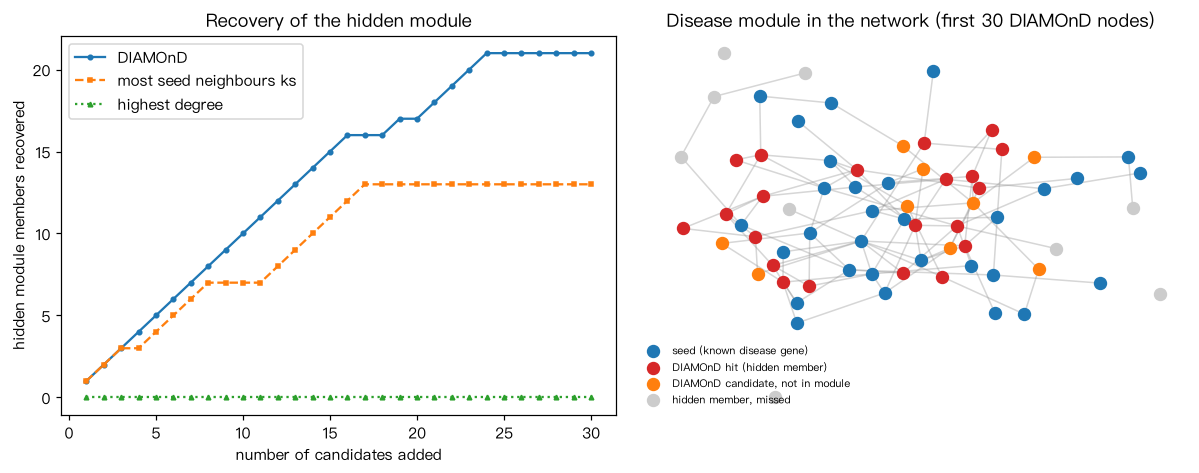 Recovery of the hidden module
DIAMOnD
most seed neighbours ks
highest degree
hidden module members recovered
20
15
10
5
0
0 5 10 15 20 25 30
number of candidates added
Disease module in the network (first 30 DIAMOnD nodes)
seed (known disease gene)
DIAMOnD hit (hidden member)
DIAMOnD candidate, not in module
hidden member, missed